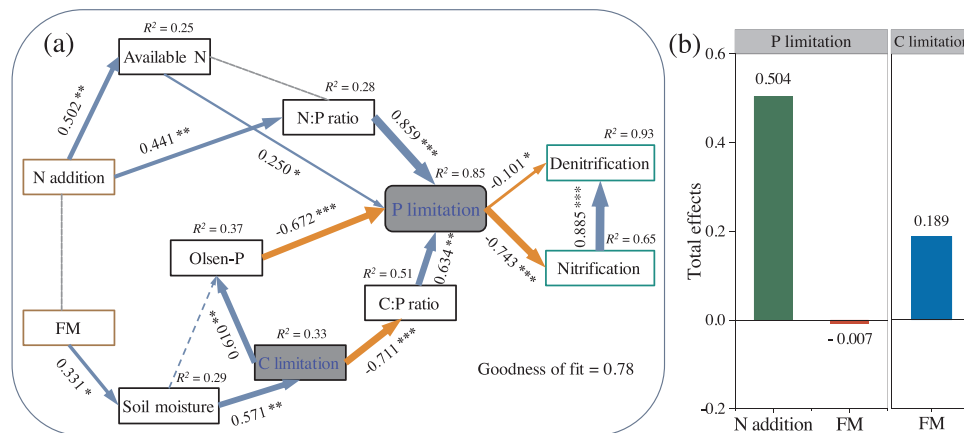 (a)
R² = 0.25
Available N
R² = 0.28
N:P ratio
0.502 **
0.441 **
0.859 ***
0.250 *
N addition
R² = 0.85
P limitation
-0.101 *
R² = 0.93
Denitrification
0.885 ***
R² = 0.65
Nitrification
-0.743 ***
-0.672 ***
R² = 0.37
Olsen-P
0.634 **
R² = 0.51
C:P ratio
FM
0.610 **
R² = 0.33
C limitation
-0.711 ***
0.331 *
R² = 0.29
Soil moisture
0.571 **
Goodness of fit = 0.78
(b)
P limitation
C limitation
Total effects
0.6
0.4
0.2
0.0
-0.2
0.504
- 0.007
0.189
N addition
FM
FM